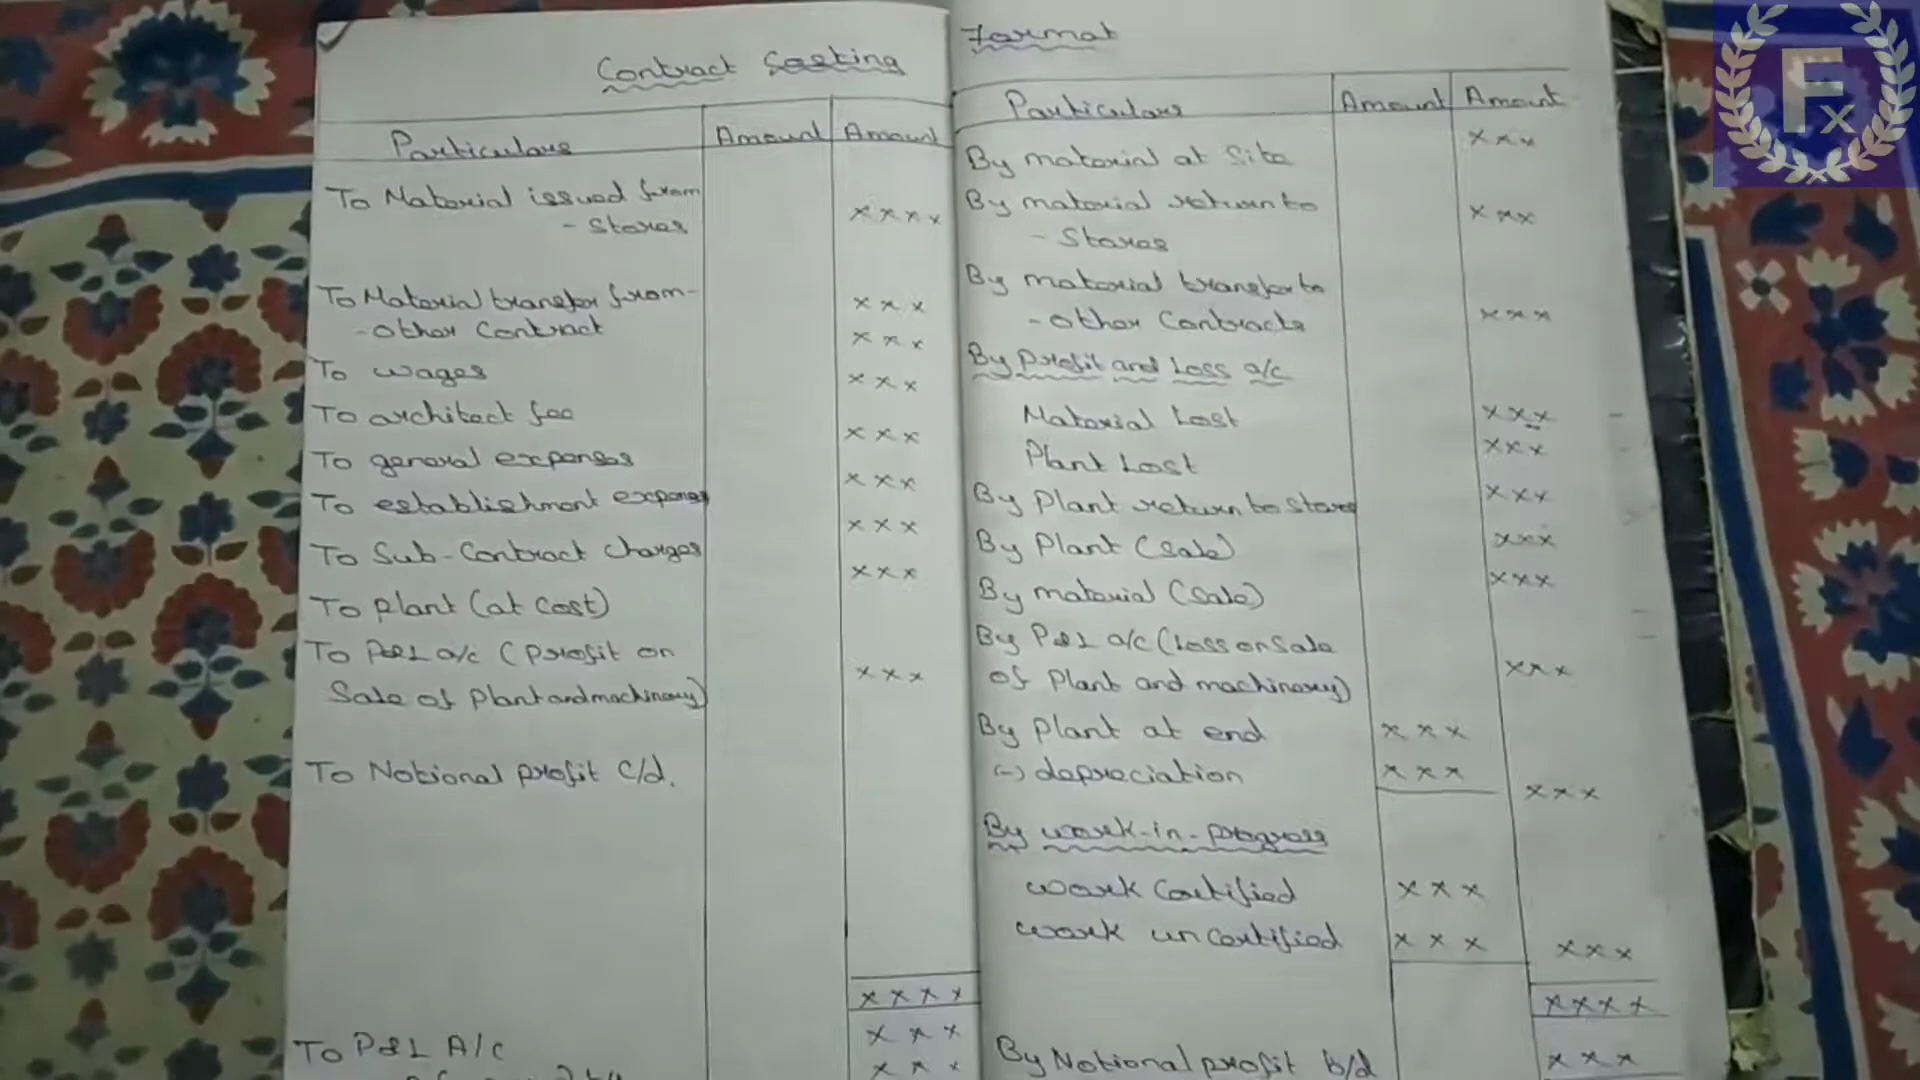 Contract Costing
Particulars Amount Amount
To Material issued from
- Stores xxxx
To Material transfer from-
- Other Contract xxx
xxx
To wages xxx
To architect fee xxx
To general expenses xxx
To establishment expenses xxx
To Sub-Contract charges xxx
To plant (at cost)
To P&L a/c (profit on
Sale of Plant and machinery) xxx
To Notional profit c/d.
xxxx
xxx
To P&L A/c xxx
Format
Particulars Amount Amount
By material at Site xxx
By material return to xxx
- Stores
By material transfer to
- Other Contracts xxx
By profit and Loss a/c
Material Lost xxx
Plant Lost xxx
By Plant return to store xxx
By Plant (Sale) xxx
By material (Sale) xxx
By P&L a/c (Loss on Sale
of Plant and machinery) xxx
By Plant at end xxx
(-) depreciation xxx xxx
By work-in-progress
work Certified xxx
work uncertified xxx xxx
xxxx
By Notional profit b/d xxx
Fx